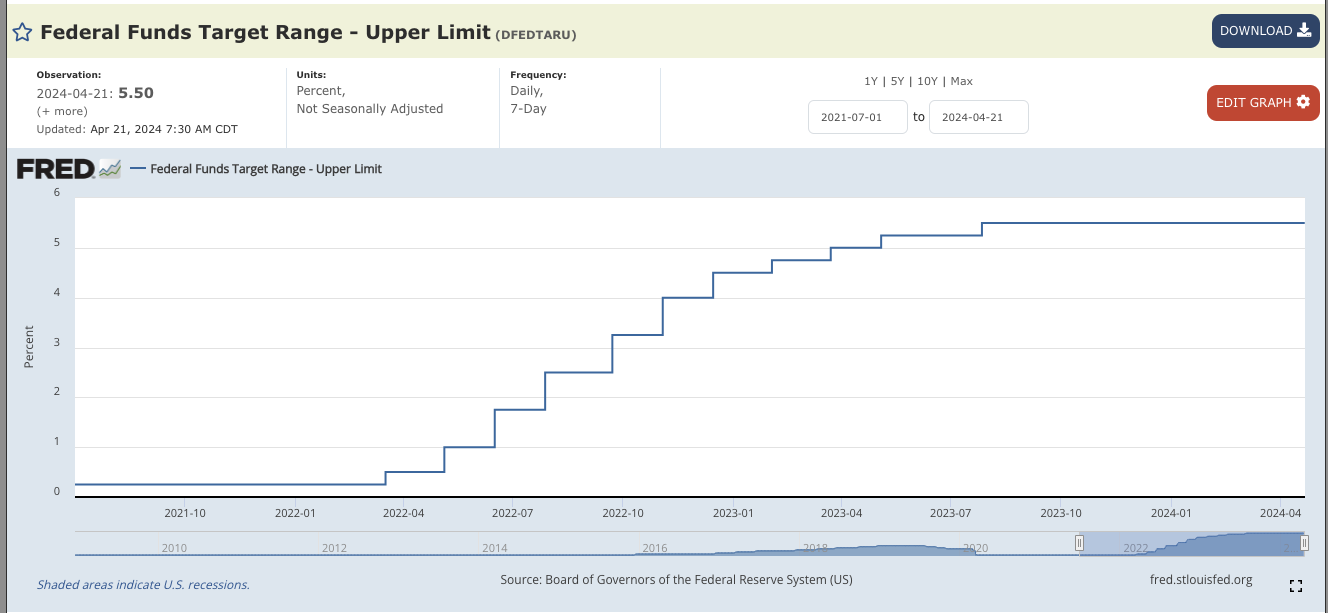 Federal Funds Target Range - Upper Limit (DFEDTARU)
DOWNLOAD
Observation:
2024-04-21: 5.50
(+ more)
Updated: Apr 21, 2024 7:30 AM CDT
Units:
Percent,
Not Seasonally Adjusted
Frequency:
Daily,
7-Day
1Y | 5Y | 10Y | Max
2021-07-01 to 2024-04-21
EDIT GRAPH
FRED
Federal Funds Target Range - Upper Limit
Percent
6
5
4
3
2
1
0
2021-10 2022-01 2022-04 2022-07 2022-10 2023-01 2023-04 2023-07 2023-10 2024-01 2024-04
2010 2012 2014 2016 2018 2020 2022
Shaded areas indicate U.S. recessions.
Source: Board of Governors of the Federal Reserve System (US)
fred.stlouisfed.org